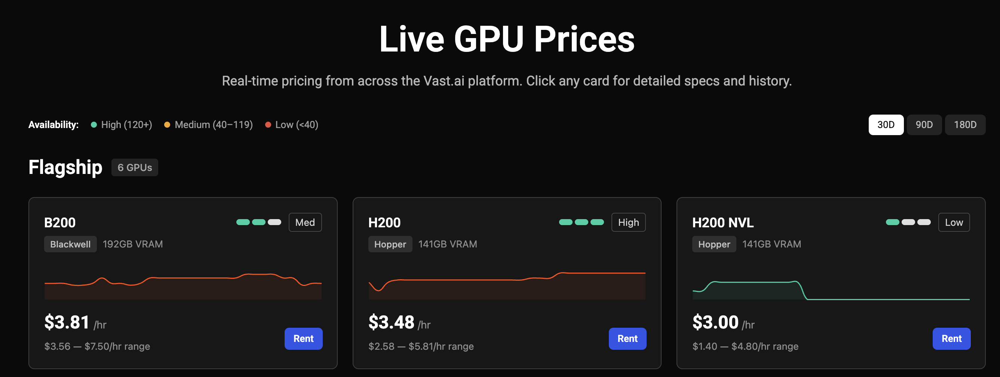 Live GPU Prices
Real-time pricing from across the Vast.ai platform. Click any card for detailed specs and history.
Availability: High (120+) Medium (40–119) Low (<40)
30D 90D 180D
Flagship 6 GPUs
B200 Med
Blackwell 192GB VRAM
$3.81 /hr
$3.56 — $7.50/hr range
Rent
H200 High
Hopper 141GB VRAM
$3.48 /hr
$2.58 — $5.81/hr range
Rent
H200 NVL Low
Hopper 141GB VRAM
$3.00 /hr
$1.40 — $4.80/hr range
Rent